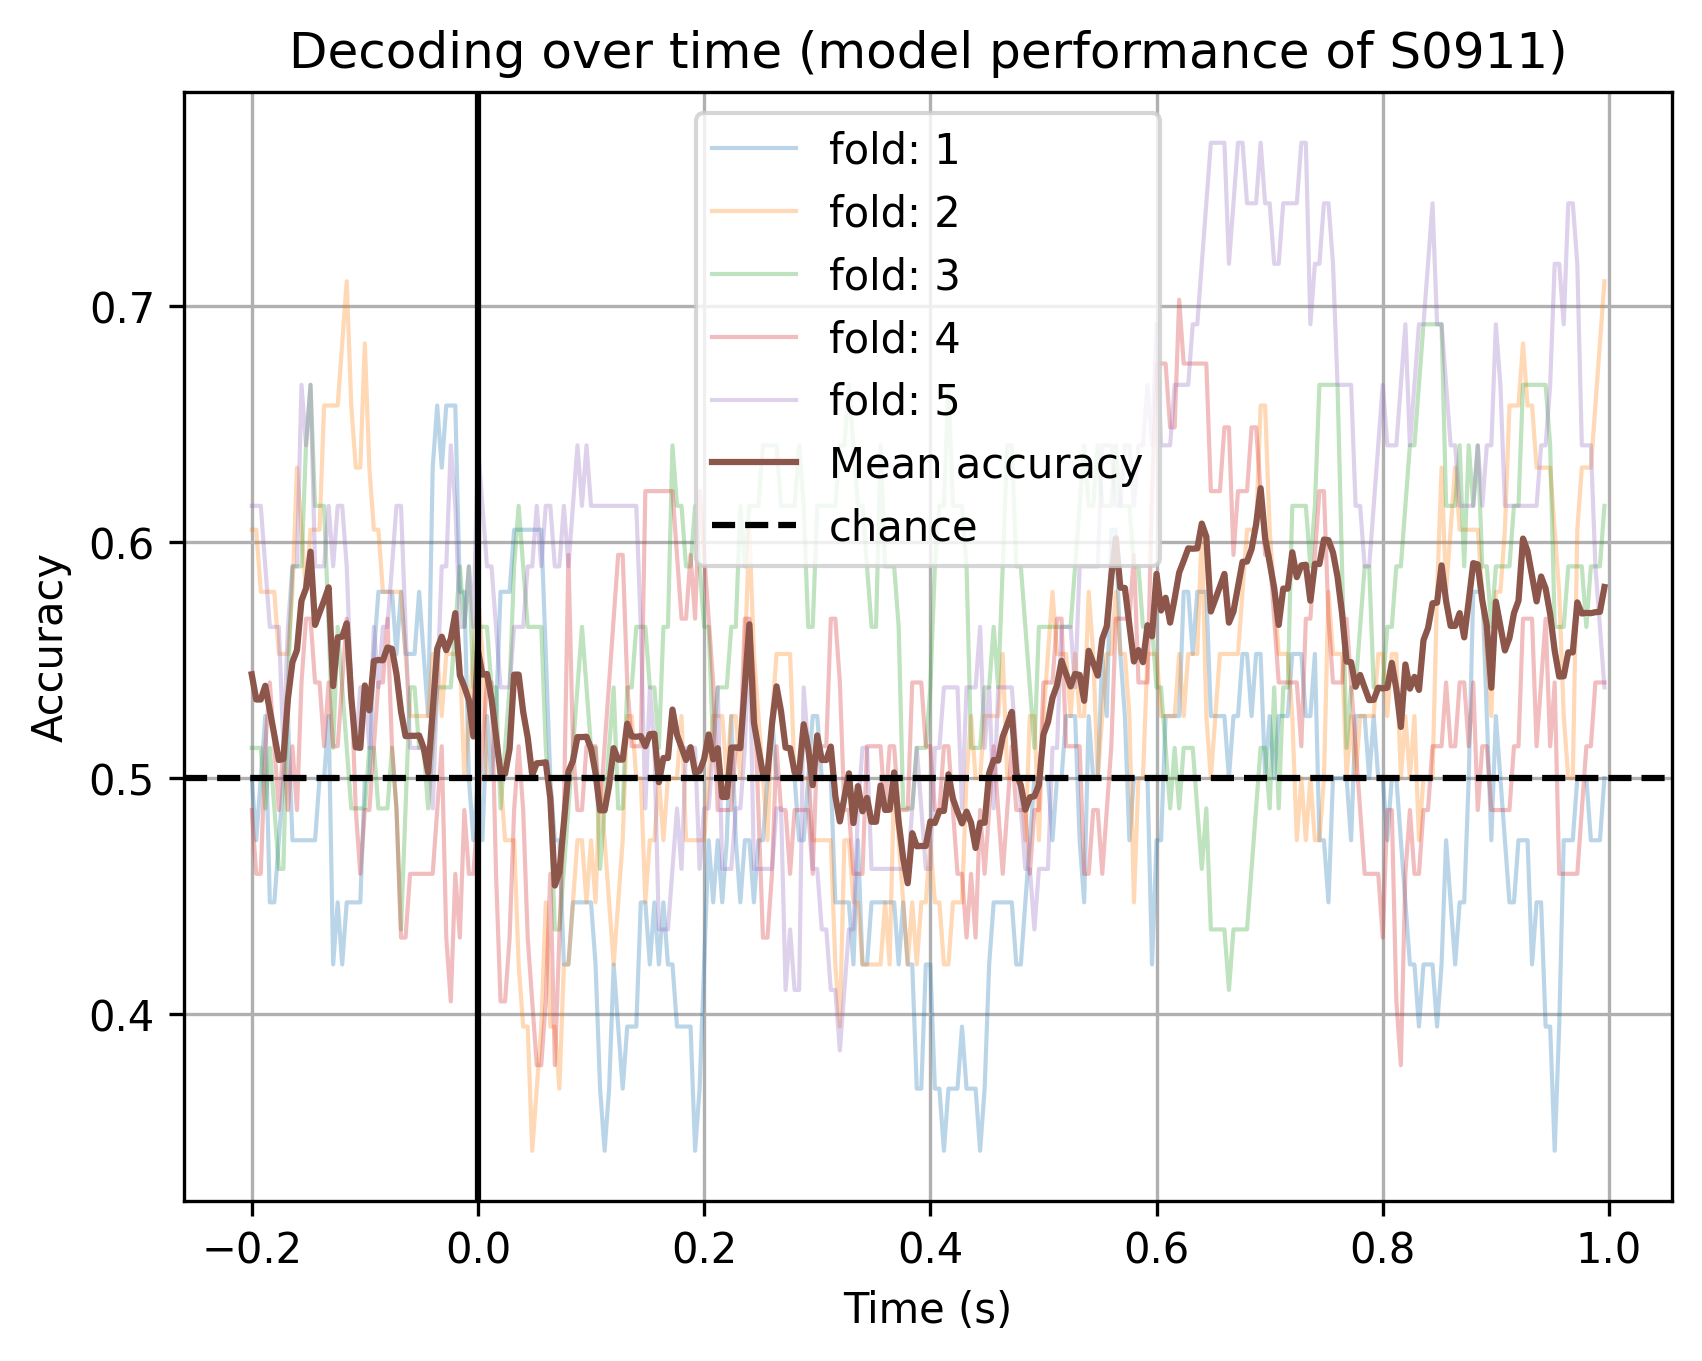 Decoding over time (model performance of S0911)
fold: 1
fold: 2
fold: 3
fold: 4
fold: 5
Mean accuracy
chance
Accuracy
0.7
0.6
0.5
0.4
−0.2 0.0 0.2 0.4 0.6 0.8 1.0
Time (s)